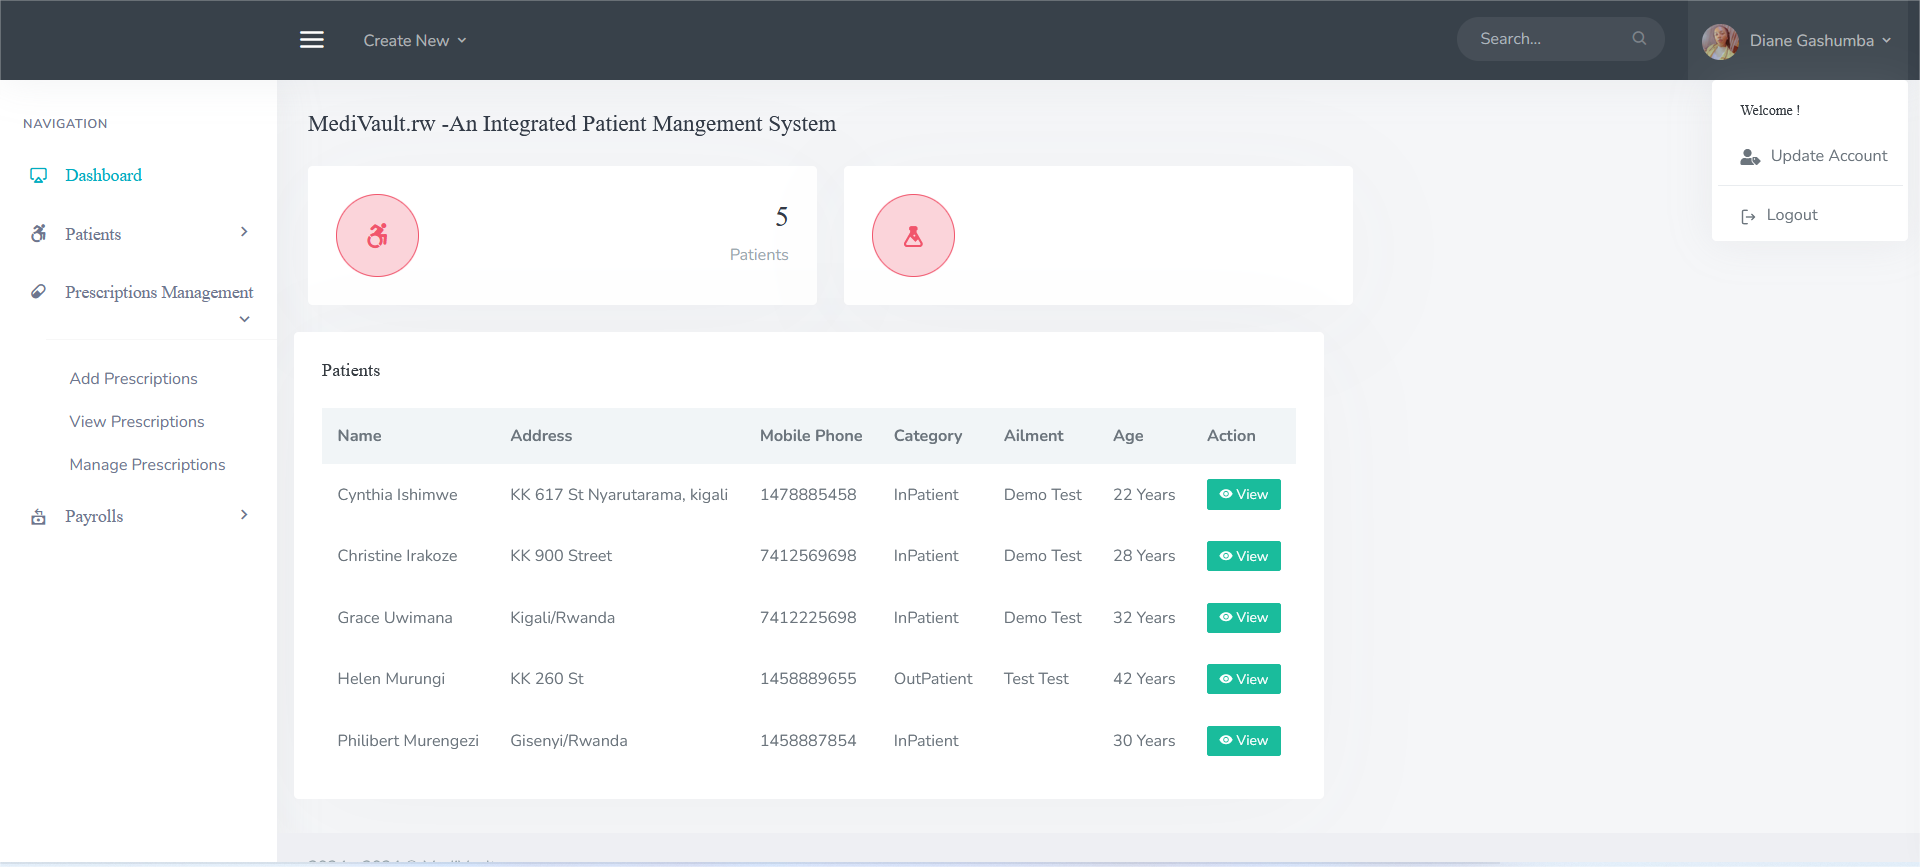 Create New
Search...
Diane Gashumba
Welcome !
Update Account
Logout
NAVIGATION
Dashboard
Patients
Prescriptions Management
Add Prescriptions
View Prescriptions
Manage Prescriptions
Payrolls
MediVault.rw -An Integrated Patient Mangement System
5
Patients
Patients
Name Address Mobile Phone Category Ailment Age Action
Cynthia Ishimwe KK 617 St Nyarutarama, kigali 1478885458 InPatient Demo Test 22 Years View
Christine Irakoze KK 900 Street 7412569698 InPatient Demo Test 28 Years View
Grace Uwimana Kigali/Rwanda 7412225698 InPatient Demo Test 32 Years View
Helen Murungi KK 260 St 1458889655 OutPatient Test Test 42 Years View
Philibert Murengezi Gisenyi/Rwanda 1458887854 InPatient 30 Years View